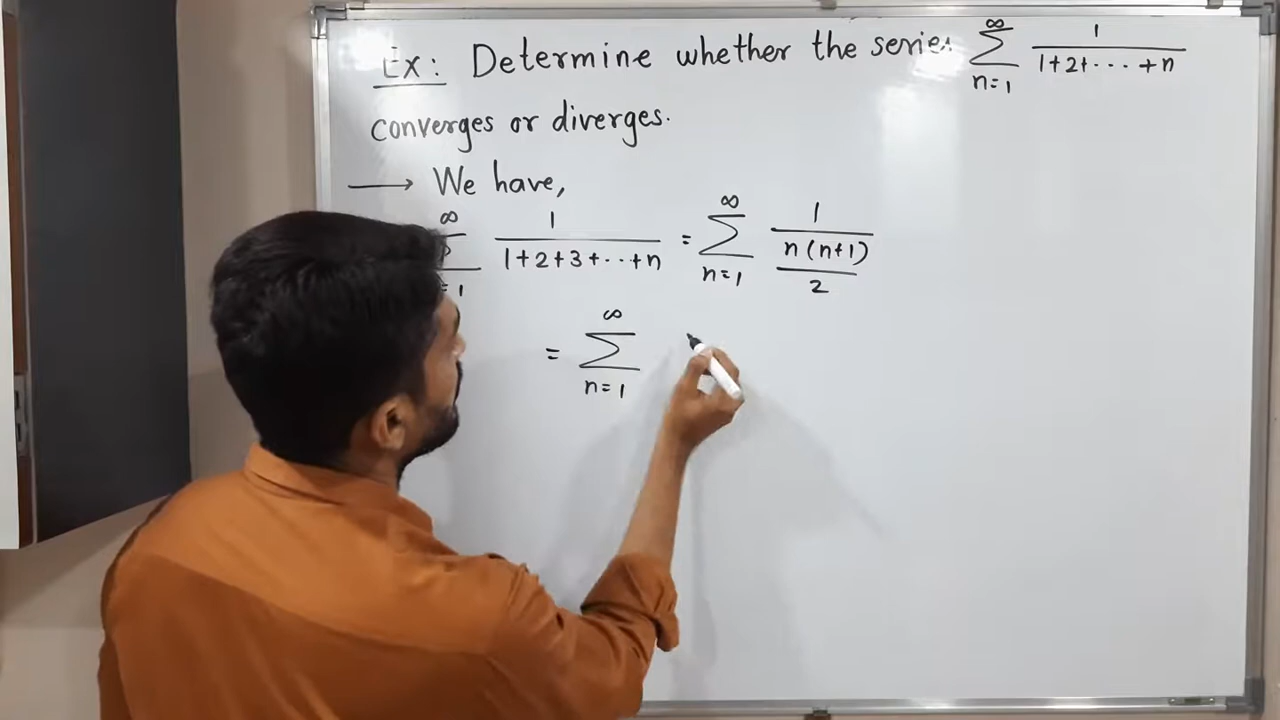 Ex: Determine whether the series ∞ ∑ n=1 1/(1+2+...+n)
converges or diverges.
→ We have,
∞ ∑ n=1 1/(1+2+3+...+n) = ∞ ∑ n=1 1/(n(n+1)/2)
= ∞ ∑ n=1